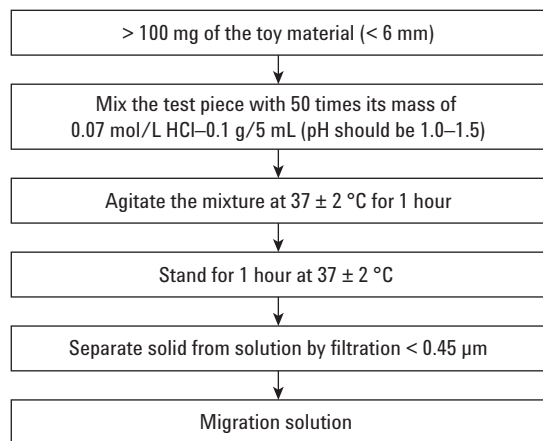 > 100 mg of the toy material (< 6 mm)
Mix the test piece with 50 times its mass of
0.07 mol/L HCl–0.1 g/5 mL (pH should be 1.0–1.5)
Agitate the mixture at 37 ± 2 °C for 1 hour
Stand for 1 hour at 37 ± 2 °C
Separate solid from solution by filtration < 0.45 µm
Migration solution